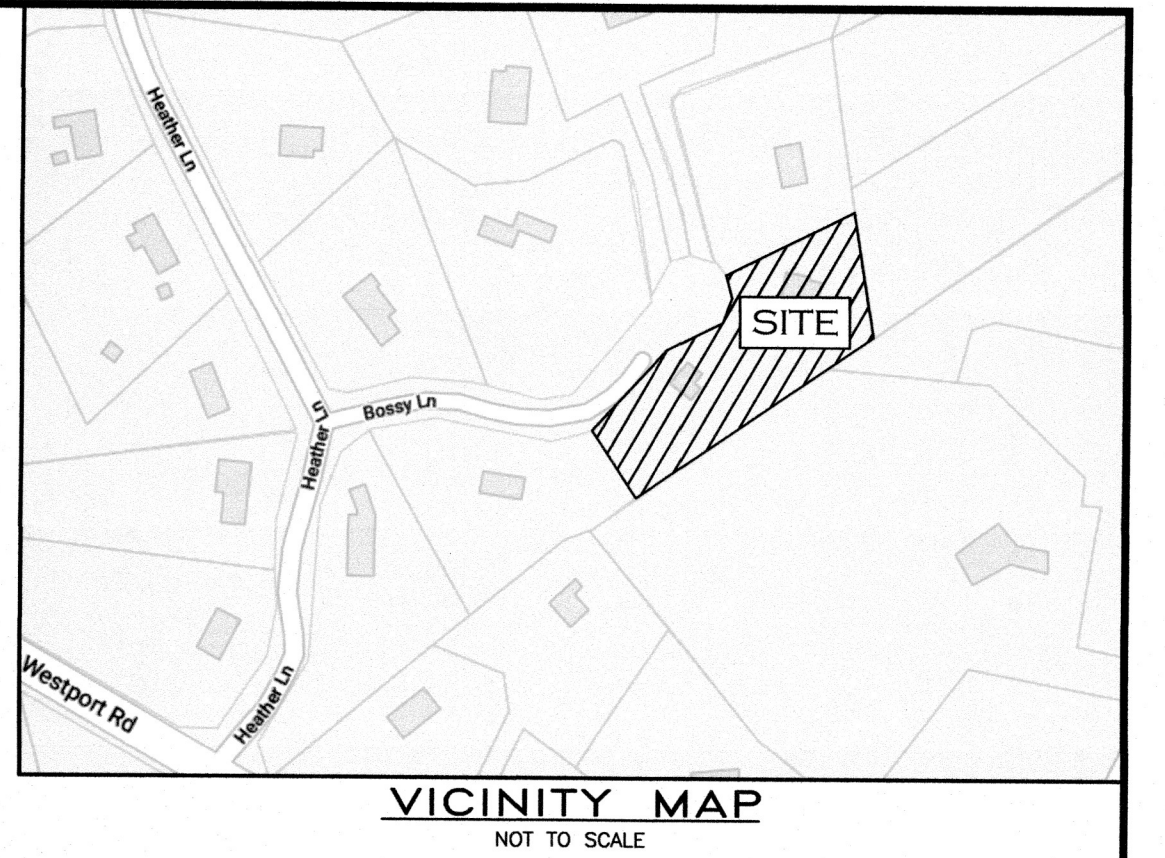 Heather Ln
SITE
Bossy Ln
Heather Ln
Westport Rd
Heather Ln
VICINITY MAP
NOT TO SCALE